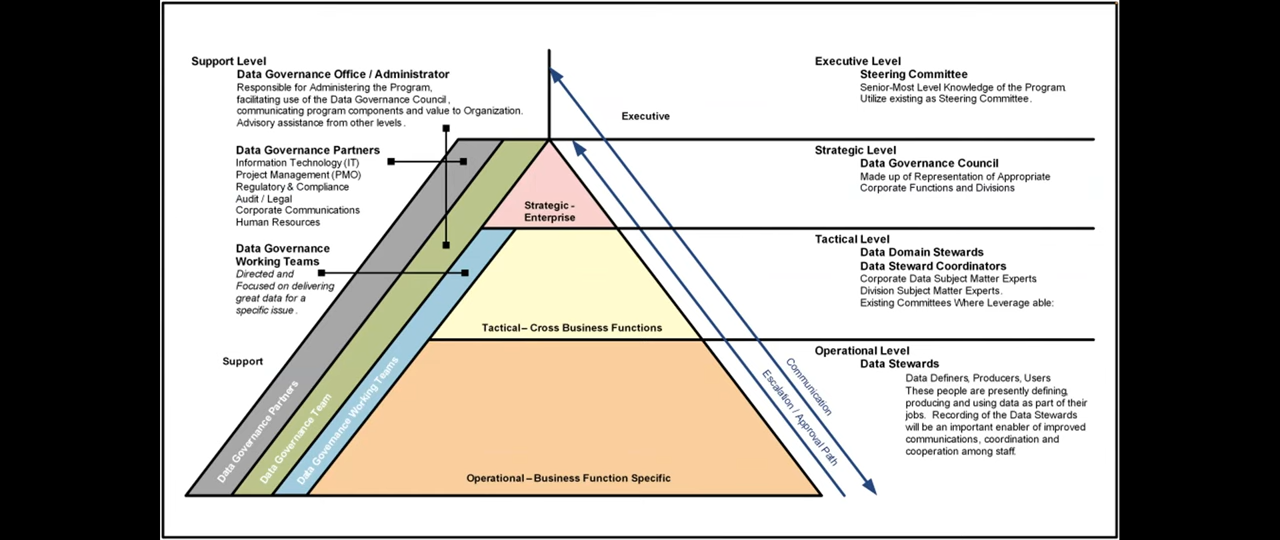 Support Level
Data Governance Office / Administrator
Responsible for Administering the Program,
facilitating use of the Data Governance Council,
communicating program components and value to Organization.
Advisory assistance from other levels.
Data Governance Partners
Information Technology (IT)
Project Management (PMO)
Regulatory & Compliance
Audit / Legal
Corporate Communications
Human Resources
Data Governance
Working Teams
Directed and
Focused on delivering
great data for a
specific issue.
Support
Data Governance Partners
Data Governance Team
Data Governance Working Teams
Executive
Strategic -
Enterprise
Tactical – Cross Business Functions
Operational – Business Function Specific
Communication
Escalation / Approval Path
Executive Level
Steering Committee
Senior-Most Level Knowledge of the Program.
Utilize existing as Steering Committee.
Strategic Level
Data Governance Council
Made up of Representation of Appropriate
Corporate Functions and Divisions
Tactical Level
Data Domain Stewards
Data Steward Coordinators
Corporate Data Subject Matter Experts
Division Subject Matter Experts.
Existing Committees Where Leverage able:
Operational Level
Data Stewards
Data Definers, Producers, Users
These people are presently defining,
producing and using data as part of their
jobs. Recording of the Data Stewards
will be an important enabler of improved
communications, coordination and
cooperation among staff.